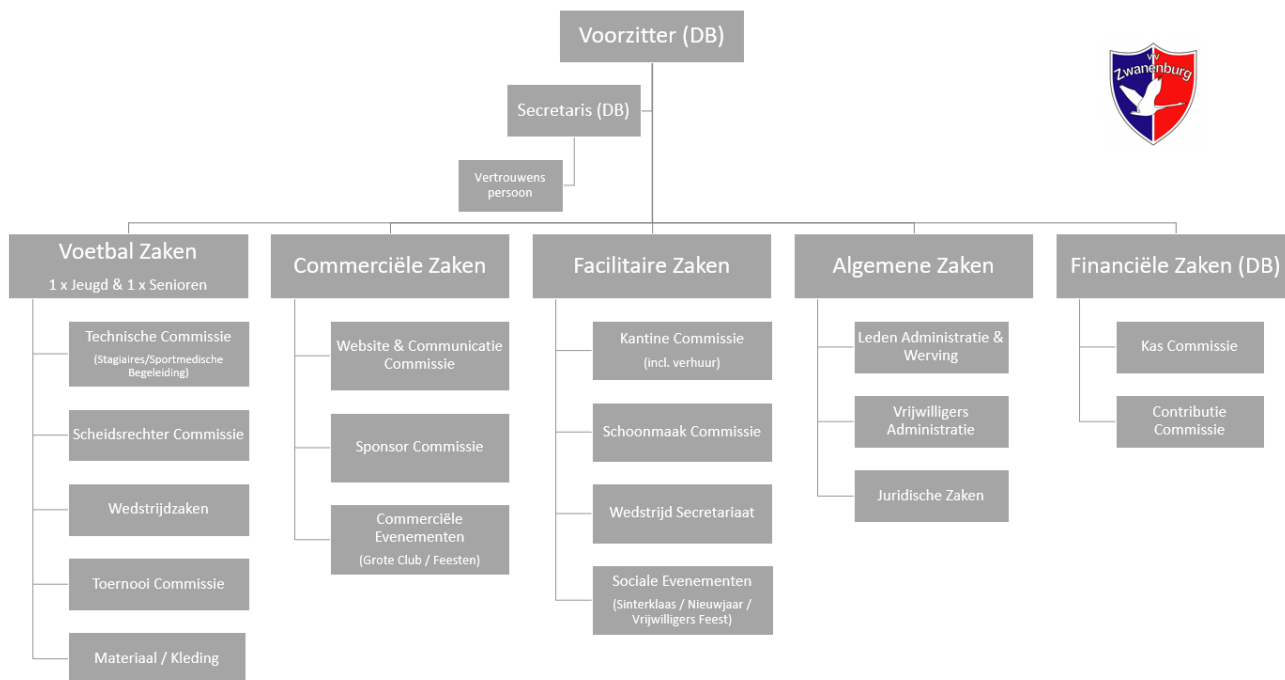 Voorzitter (DB)
VV
Zwanenburg
Secretaris (DB)
Vertrouwens
persoon
Voetbal Zaken
1 x Jeugd & 1 x Senioren
Technische Commissie
(Stagiaires/Sportmedische
Begeleiding)
Scheidsrechter Commissie
Wedstrijdzaken
Toernooi Commissie
Materiaal / Kleding
Commerciële Zaken
Website & Communicatie
Commissie
Sponsor Commissie
Commerciële
Evenementen
(Grote Club / Feesten)
Facilitaire Zaken
Kantine Commissie
(incl. verhuur)
Schoonmaak Commissie
Wedstrijd Secretariaat
Sociale Evenementen
(Sinterklaas / Nieuwjaar /
Vrijwilligers Feest)
Algemene Zaken
Leden Administratie &
Werving
Vrijwilligers
Administratie
Juridische Zaken
Financiële Zaken (DB)
Kas Commissie
Contributie
Commissie